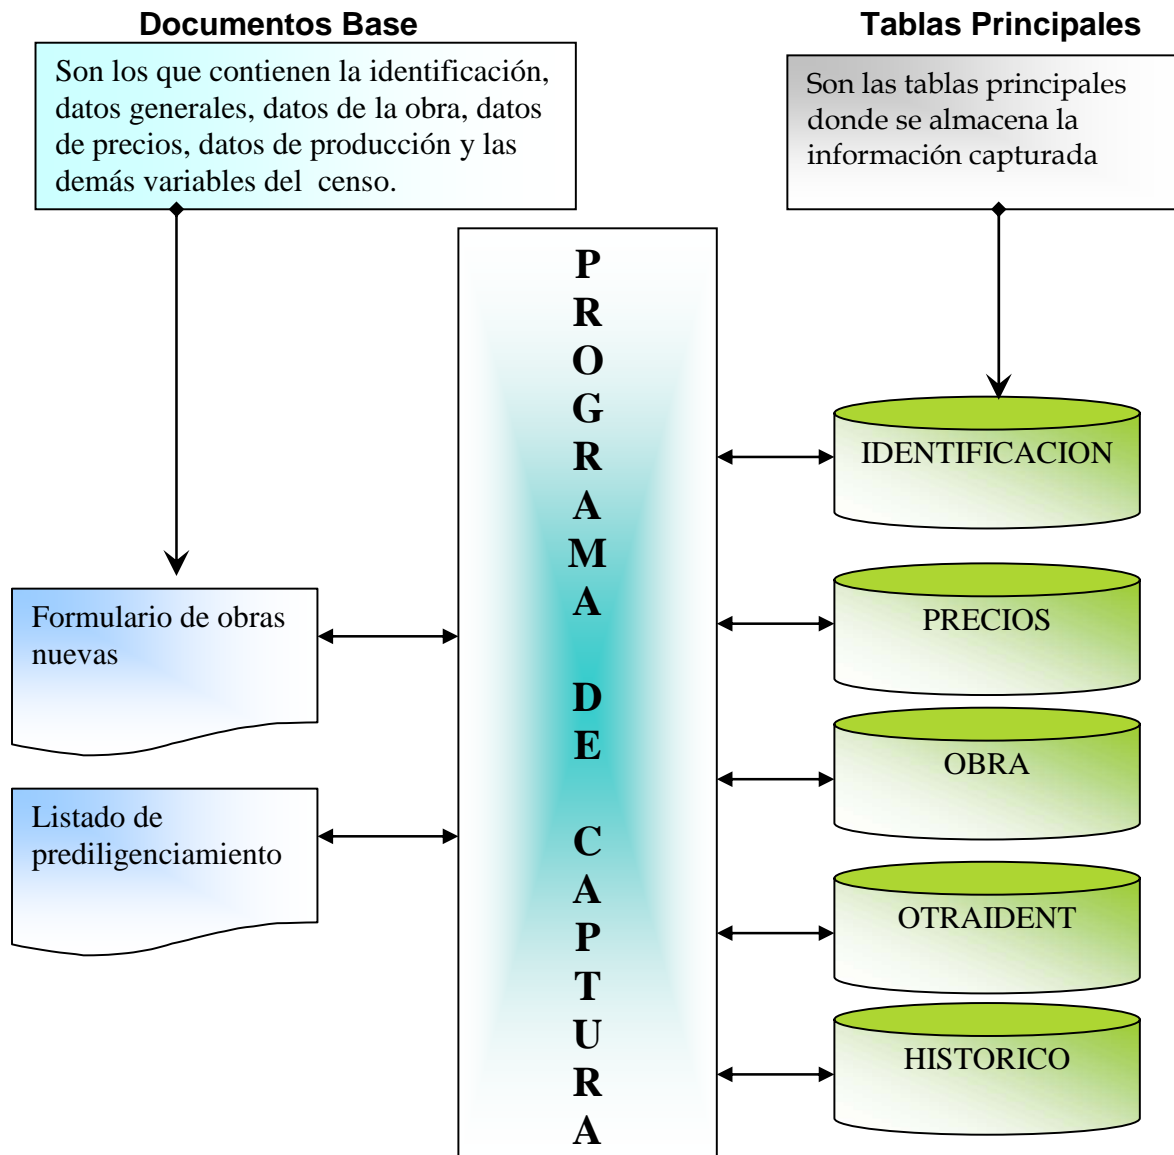 Documentos Base
Son los que contienen la identificación,
datos generales, datos de la obra, datos
de precios, datos de producción y las
demás variables del censo.
Tablas Principales
Son las tablas principales
donde se almacena la
información capturada
Formulario de obras
nuevas
Listado de
prediligenciamiento
P
R
O
G
R
A
M
A
D
E
C
A
P
T
U
R
A
IDENTIFICACION
PRECIOS
OBRA
OTRAIDENT
HISTORICO